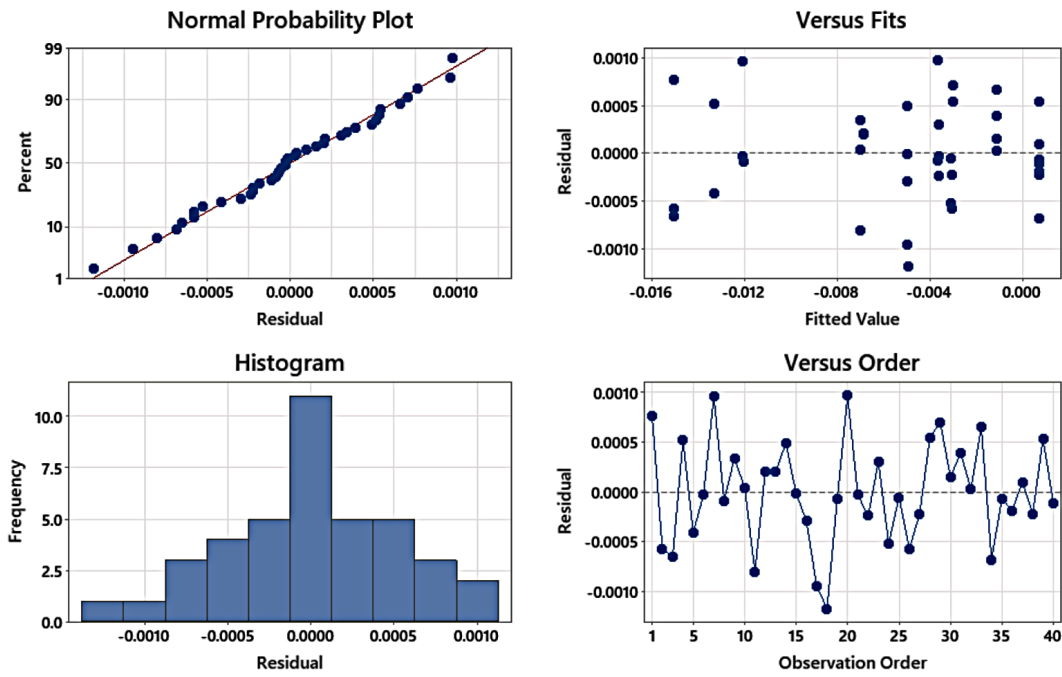 Normal Probability Plot
99
90
50
10
1
Percent
-0.0010 -0.0005 0.0000 0.0005 0.0010
Residual
Versus Fits
0.0010
0.0005
0.0000
-0.0005
-0.0010
Residual
-0.016 -0.012 -0.008 -0.004 0.000
Fitted Value
Histogram
10.0
7.5
5.0
2.5
0.0
Frequency
-0.0010 -0.0005 0.0000 0.0005 0.0010
Residual
Versus Order
0.0010
0.0005
0.0000
-0.0005
-0.0010
Residual
1 5 10 15 20 25 30 35 40
Observation Order